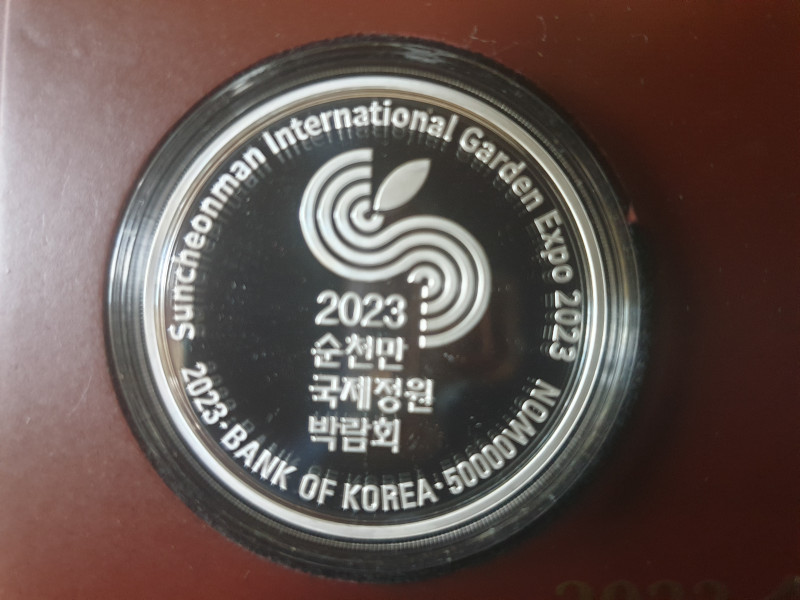 Suncheonman International Garden Expo 2023
2023
순천만
국제정원
박람회
2023·BANK OF KOREA·50000WON